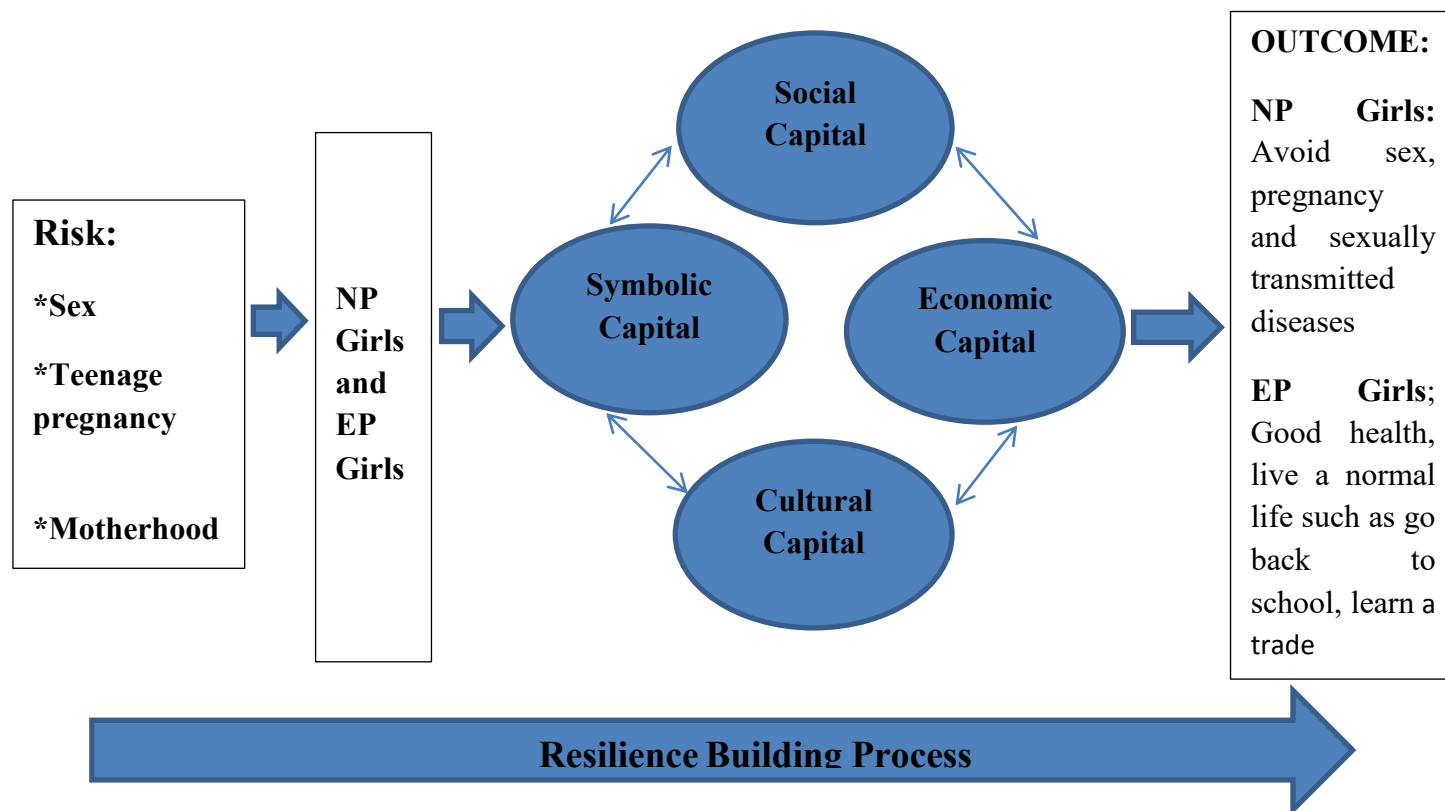 Risk:
*Sex
*Teenage
pregnancy
*Motherhood
NP
Girls
and
EP
Girls
Social
Capital
Symbolic
Capital
Economic
Capital
Cultural
Capital
OUTCOME:
NP Girls:
Avoid sex,
pregnancy
and sexually
transmitted
diseases
EP Girls;
Good health,
live a normal
life such as go
back to
school, learn a
trade
Resilience Building Process